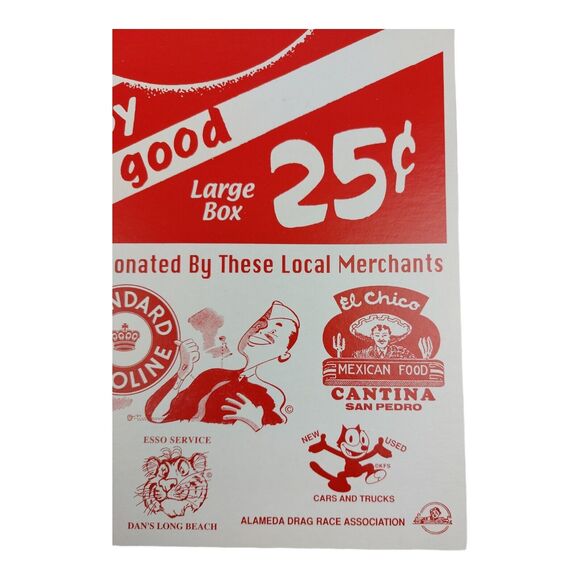 good
Large
Box
25¢
onated By These Local Merchants
NDARD
OLINE
El Chico
MEXICAN FOOD
CANTINA
SAN PEDRO
ESSO SERVICE
DAN'S LONG BEACH
NEW USED
©KFS
CARS AND TRUCKS
ALAMEDA DRAG RACE ASSOCIATION